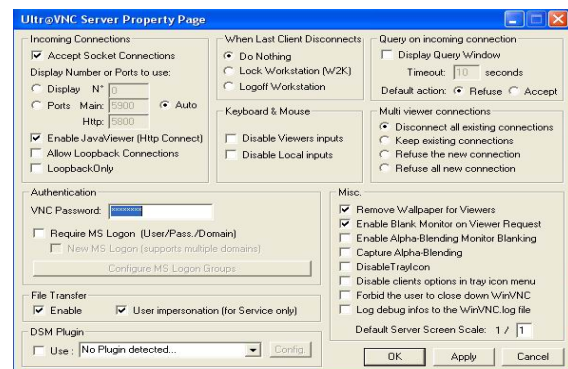 Ultr@VNC Server Property Page
Incoming Connections
Accept Socket Connections
Display Number or Ports to use:
Display N° 0
Ports Main: 5900 Auto
Http: 5800
Enable JavaViewer (Http Connect)
Allow Loopback Connections
LoopbackOnly
When Last Client Disconnects
Do Nothing
Lock Workstation (W2K)
Logoff Workstation
Keyboard & Mouse
Disable Viewers inputs
Disable Local inputs
Query on incoming connection
Display Query Window
Timeout: 10 seconds
Default action: Refuse Accept
Multi viewer connections
Disconnect all existing connections
Keep existing connections
Refuse the new connection
Refuse all new connection
Authentication
VNC Password: ********
Require MS Logon (User/Pass./Domain)
New MS Logon (supports multiple domains)
Configure MS Logon Groups
File Transfer
Enable User impersonation (for Service only)
DSM Plugin
Use : No Plugin detected... Config.
Misc.
Remove Wallpaper for Viewers
Enable Blank Monitor on Viewer Request
Enable Alpha-Blending Monitor Blanking
Capture Alpha-Blending
DisableTrayIcon
Disable clients options in tray icon menu
Forbid the user to close down WinVNC
Log debug infos to the WinVNC.log file
Default Server Screen Scale: 1 / 1
OK Apply Cancel